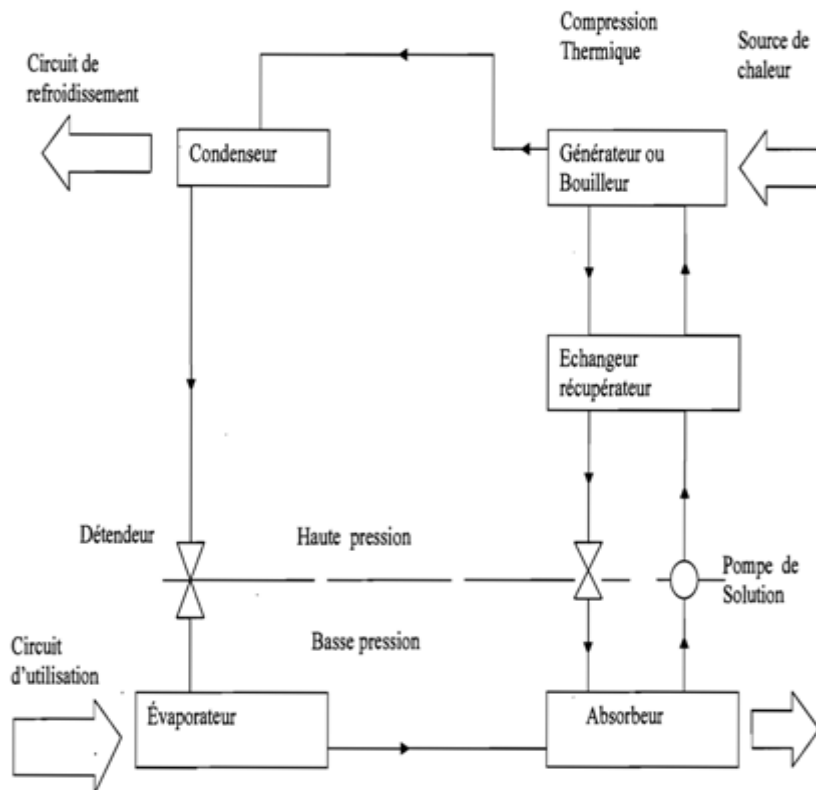 Compression
Thermique
Source de
chaleur
Circuit de
refroidissement
Condenseur
Générateur ou
Bouilleur
Echangeur
récupérateur
Détendeur
Haute pression
Pompe de
Solution
Basse pression
Circuit
d'utilisation
Évaporateur
Absorbeur